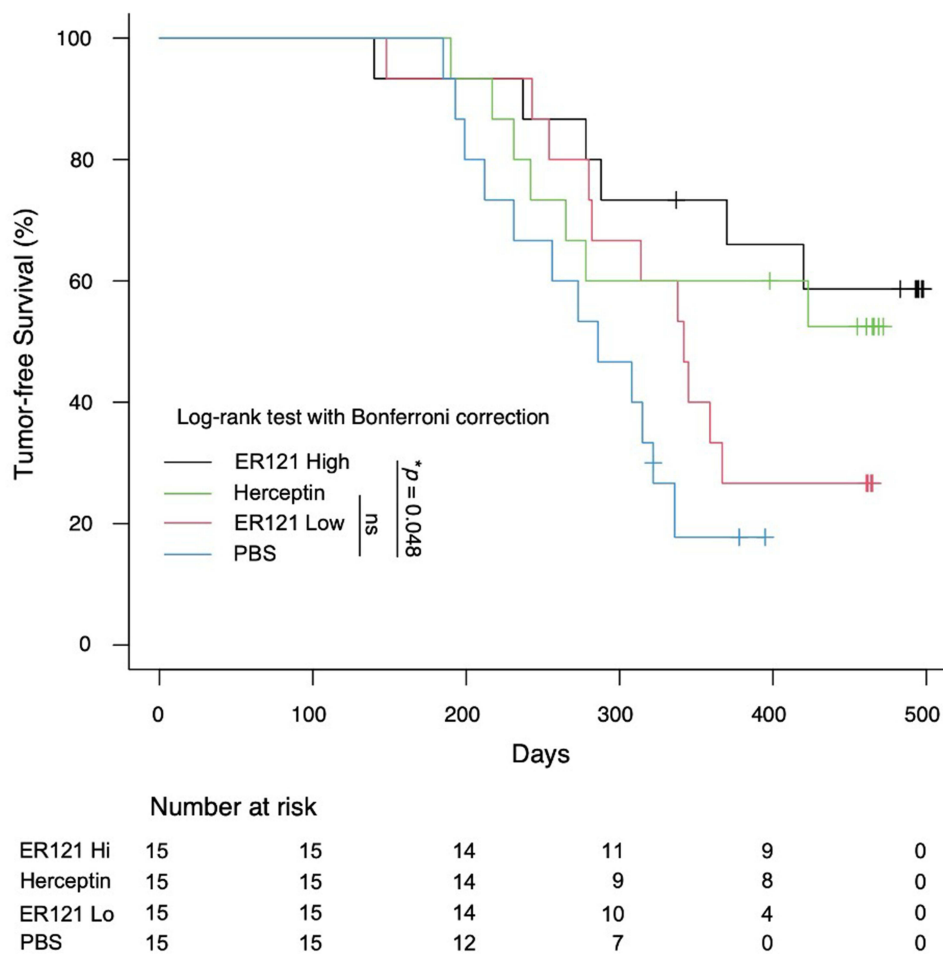 Tumor-free Survival (%)
100
80
60
40
20
0
Log-rank test with Bonferroni correction
ER121 High
Herceptin
ER121 Low
PBS
ns
*p = 0.048
0 100 200 300 400 500
Days
Number at risk
ER121 Hi 15 15 14 11 9 0
Herceptin 15 15 14 9 8 0
ER121 Lo 15 15 14 10 4 0
PBS 15 15 12 7 0 0